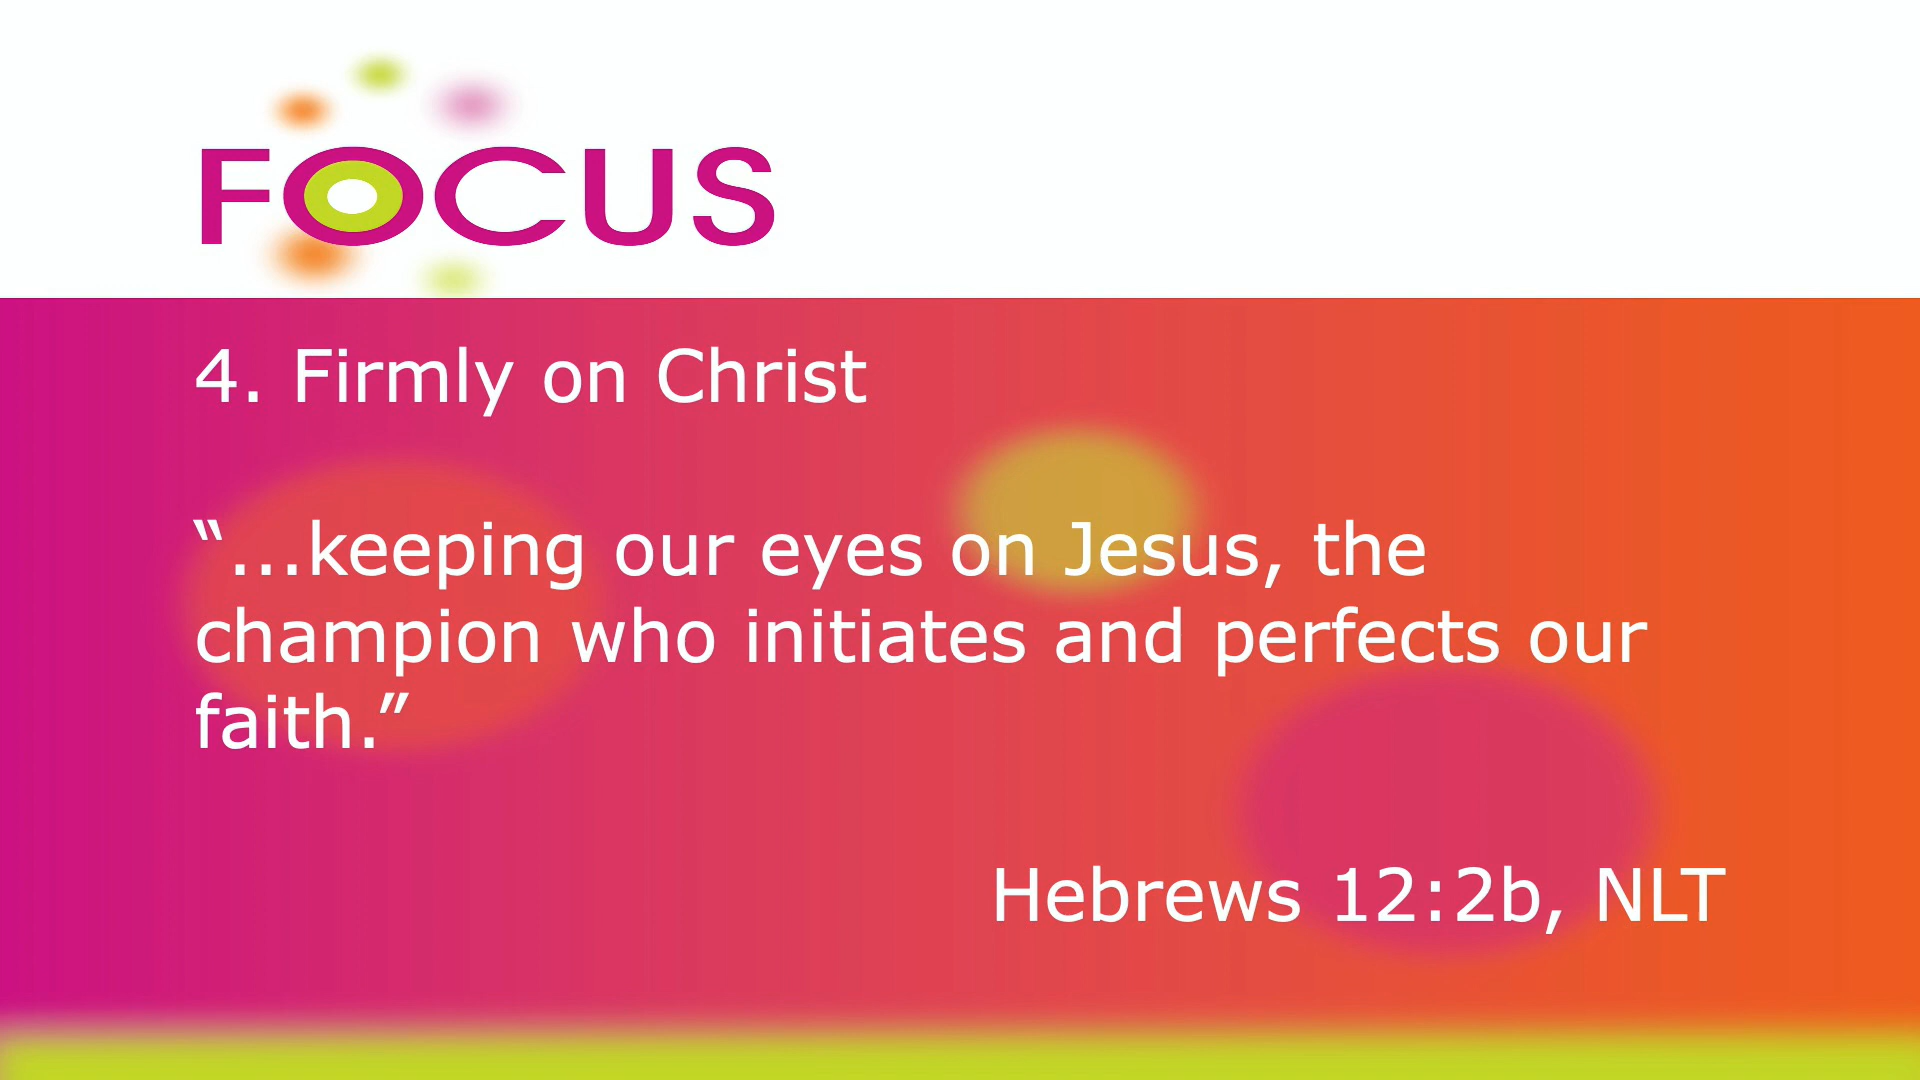 FOCUS
4. Firmly on Christ
“...keeping our eyes on Jesus, the
champion who initiates and perfects our
faith.”
Hebrews 12:2b, NLT